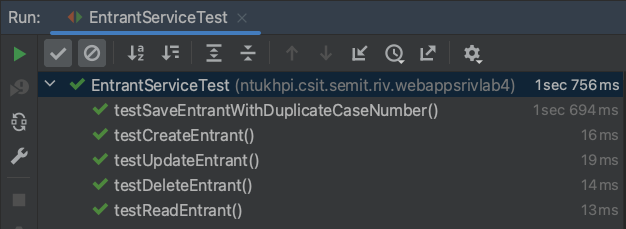 Run: EntrantServiceTest
EntrantServiceTest (ntukhpi.csit.semit.riv.webappsrivlab4) 1 sec 756 ms
testSaveEntrantWithDuplicateCaseNumber() 1 sec 694 ms
testCreateEntrant() 16 ms
testUpdateEntrant() 19 ms
testDeleteEntrant() 14 ms
testReadEntrant() 13 ms